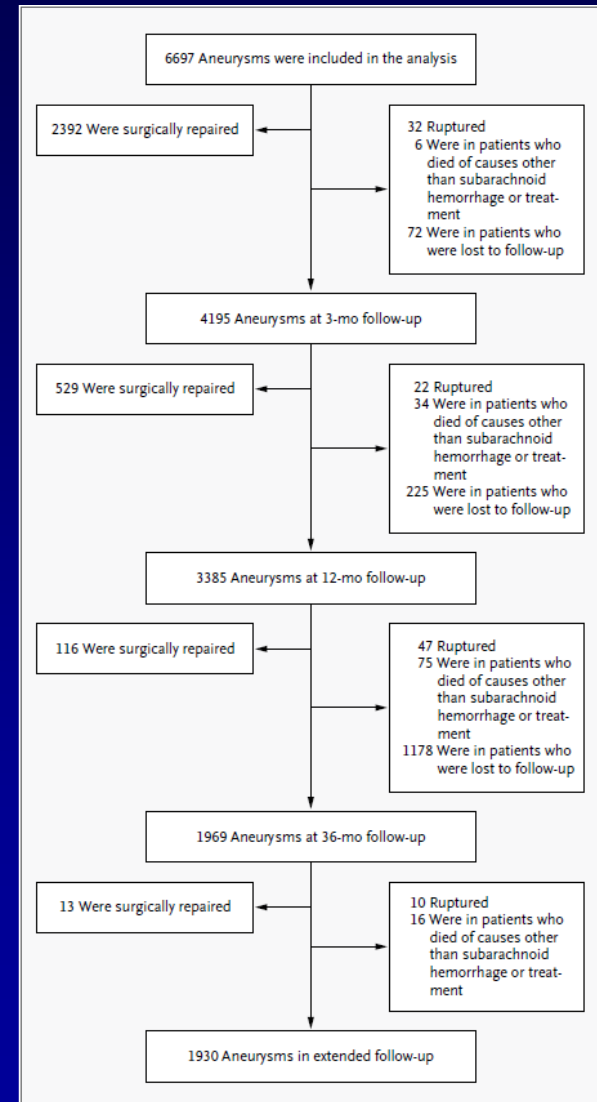 6697 Aneurysms were included in the analysis
2392 Were surgically repaired
32 Ruptured
6 Were in patients who
died of causes other
than subarachnoid
hemorrhage or treat-
ment
72 Were in patients who
were lost to follow-up
4195 Aneurysms at 3-mo follow-up
529 Were surgically repaired
22 Ruptured
34 Were in patients who
died of causes other
than subarachnoid
hemorrhage or treat-
ment
225 Were in patients who
were lost to follow-up
3385 Aneurysms at 12-mo follow-up
116 Were surgically repaired
47 Ruptured
75 Were in patients who
died of causes other
than subarachnoid
hemorrhage or treat-
ment
1178 Were in patients who
were lost to follow-up
1969 Aneurysms at 36-mo follow-up
13 Were surgically repaired
10 Ruptured
16 Were in patients who
died of causes other
than subarachnoid
hemorrhage or treat-
ment
1930 Aneurysms in extended follow-up